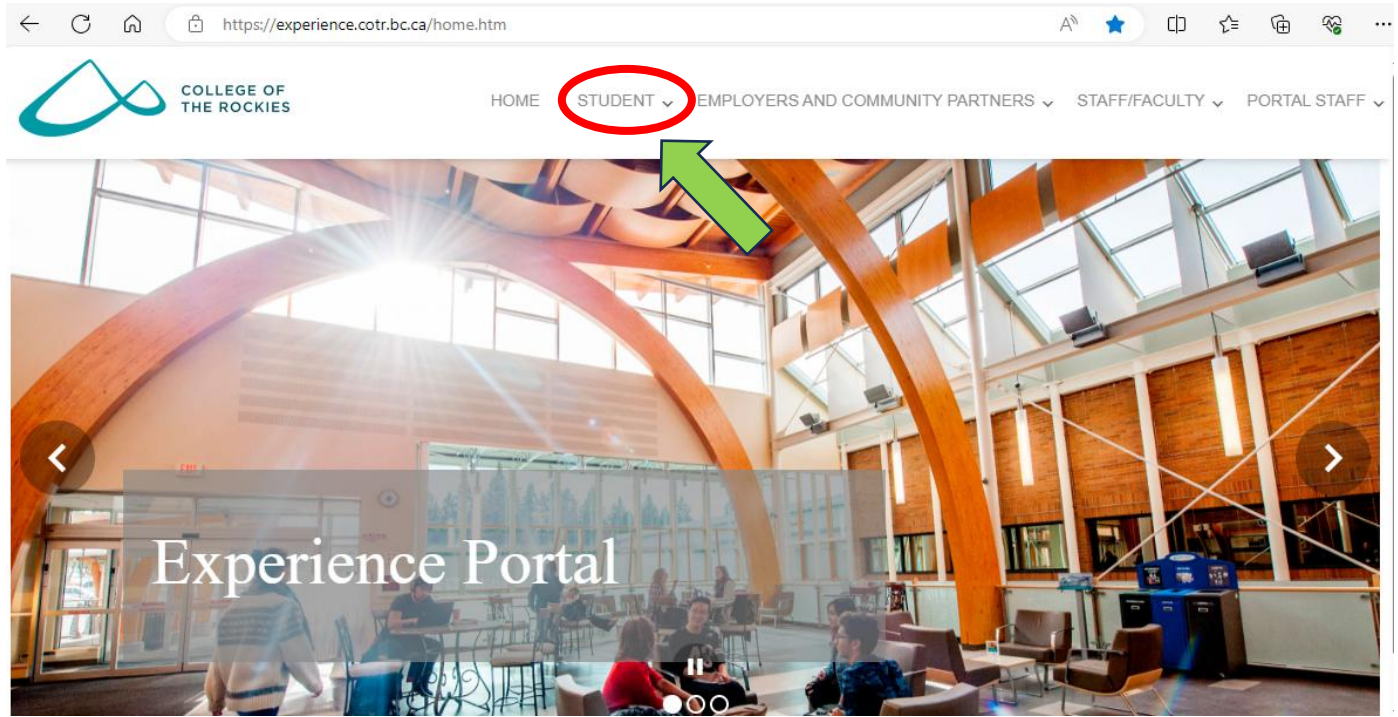 https://experience.cotr.bc.ca/home.htm
COLLEGE OF
THE ROCKIES
HOME STUDENT EMPLOYERS AND COMMUNITY PARTNERS STAFF/FACULTY PORTAL STAFF
EXIT
Experience Portal